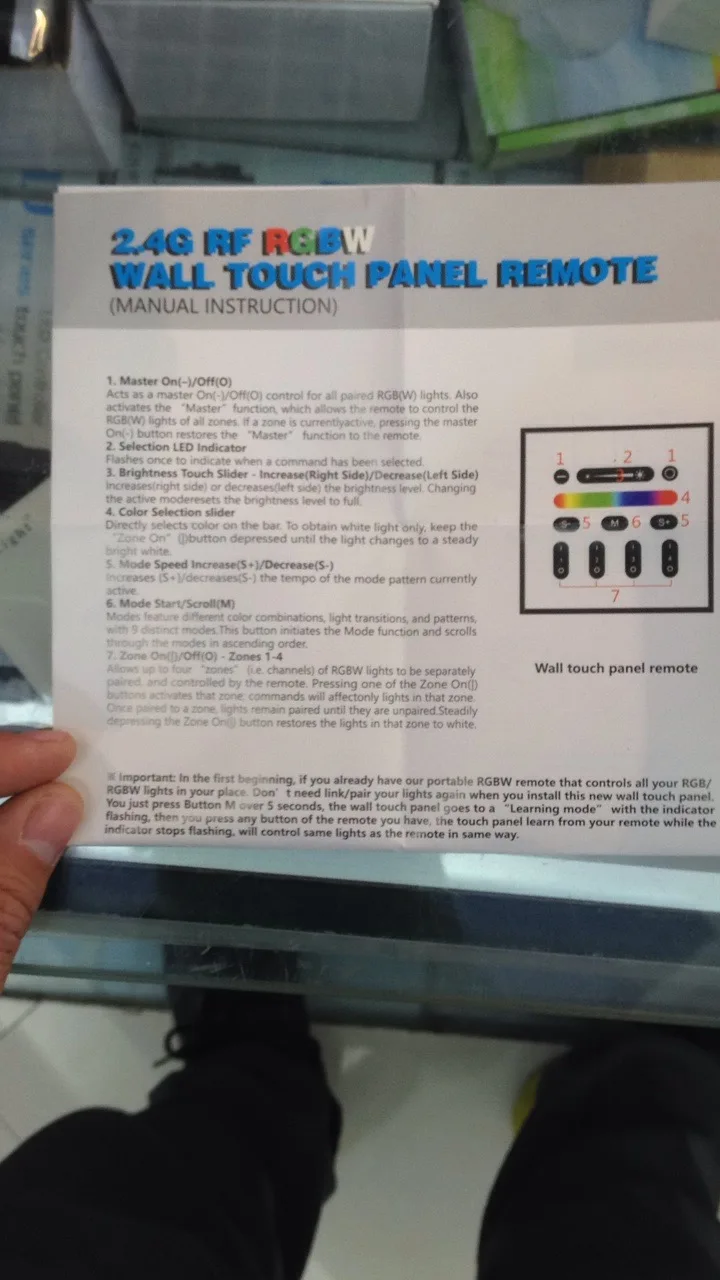 2.4G RF RGBW
WALL TOUCH PANEL REMOTE
(MANUAL INSTRUCTION)
1. Master On(–)/Off(O)
Acts as a master On(-)/Off(O) control for all paired RGB(W) lights. Also
activates the “Master” function, which allows the remote to control the
RGB(W) lights of all zones. If a zone is currentlyactive, pressing the master
On(-) button restores the “Master” function to the remote.
2. Selection LED Indicator
Flashes once to indicate when a command has been selected.
3. Brightness Touch Slider - Increase(Right Side)/Decrease(Left Side)
Increases(right side) or decreases(left side) the brightness level. Changing
the active moderesets the brightness level to full.
4. Color Selection slider
Directly selects color on the bar. To obtain white light only, keep the
“Zone On” (|)button depressed until the light changes to a steady
bright white.
5. Mode Speed Increase(S+)/Decrease(S-)
Increases (S+)/decreases(S-) the tempo of the mode pattern currently
active.
6. Mode Start/Scroll(M)
Modes feature different color combinations, light transitions, and patterns,
with 9 distinct modes.This button initiates the Mode function and scrolls
through the modes in ascending order.
7. Zone On(|)/Off(O) - Zones 1-4
Allows up to four “zones” (i.e. channels) of RGBW lights to be separately
paired, and controlled by the remote. Pressing one of the Zone On(|)
buttons activates that zone; commands will affectonly lights in that zone.
Once paired to a zone, lights remain paired until they are unpaired.Steadily
depressing the Zone On(|) button restores the lights in that zone to white.
1 2 1
3
4
S- 5 M 6 S+ 5
7
Wall touch panel remote
※ Important: In the first beginning, if you already have our portable RGBW remote that controls all your RGB/
RGBW lights in your place. Don’t need link/pair your lights again when you install this new wall touch panel.
You just press Button M over 5 seconds, the wall touch panel goes to a “Learning mode” with the indicator
flashing, then you press any button of the remote you have, the touch panel learn from your remote while the
indicator stops flashing, will control same lights as the remote in same way.
touch panel